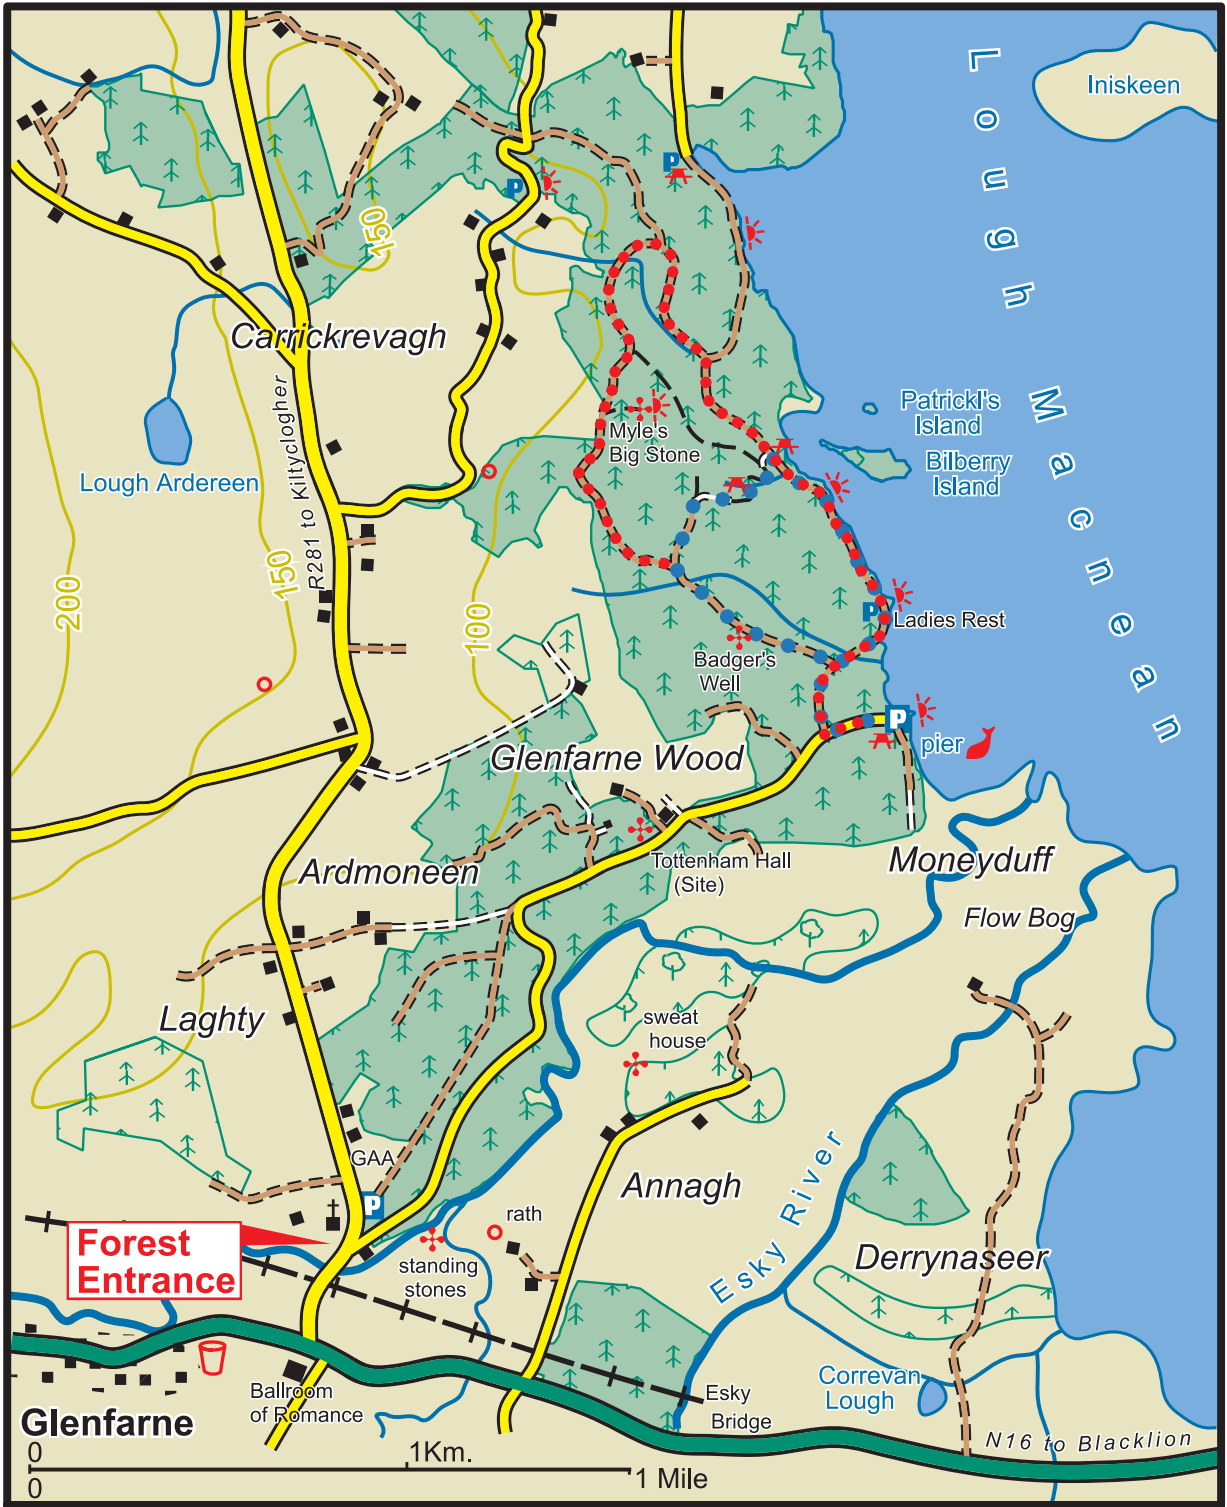 Iniskeen
Lough Macnean
P
P
150
Carrickrevagh
Patrickl's
Island
Myle's
Big Stone
Bilberry
Island
Lough Ardereen
R281 to Kiltyclogher
150
200
100
P
Ladies Rest
Badger's
Well
P
pier
Glenfarne Wood
Tottenham Hall
(Site)
Moneyduff
Ardmoneen
Flow Bog
Laghty
sweat
house
GAA
Annagh
P
rath
Esky River
Forest
Entrance
standing
stones
Derrynaseer
Correvan
Lough
Ballroom
of Romance
Esky
Bridge
Glenfarne
N16 to Blacklion
0
1Km.
0
1 Mile